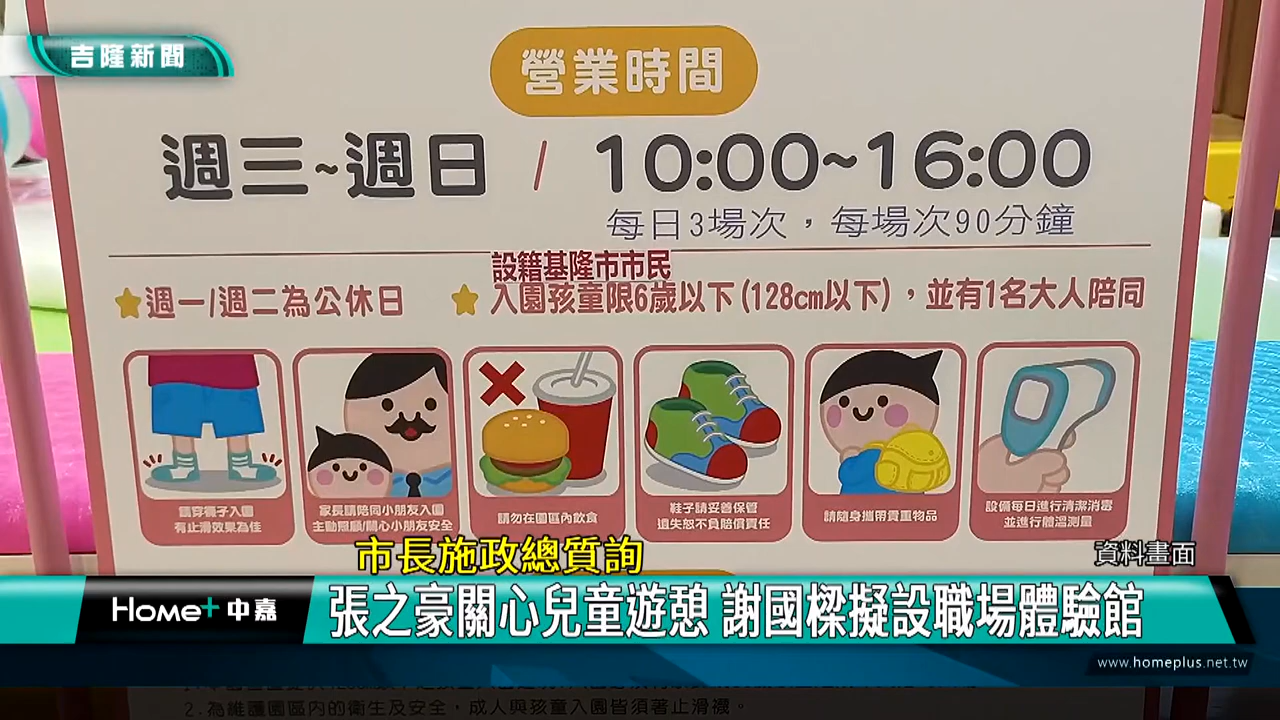 吉隆新聞
營業時間
週三~週日 / 10:00~16:00
每日3場次，每場次90分鐘
設籍基隆市市民
週一/週二為公休日
入園孩童限6歲以下(128cm以下)，並有1名大人陪同
請穿襪子入園
有止滑效果為佳
家長請陪同小朋友入園
主動照顧/關心小朋友安全
請勿在園區內飲食
鞋子請妥善保管
遺失恕不負賠償責任
請隨身攜帶貴重物品
設備每日進行清潔消毒
並進行體溫測量
市長施政總質詢
資料畫面
Home+中嘉
張之豪關心兒童遊憩 謝國樑擬設職場體驗館
www.homeplus.net.tw
2.為維護園區內的衛生及安全，成人與孩童入園皆須著止滑襪。